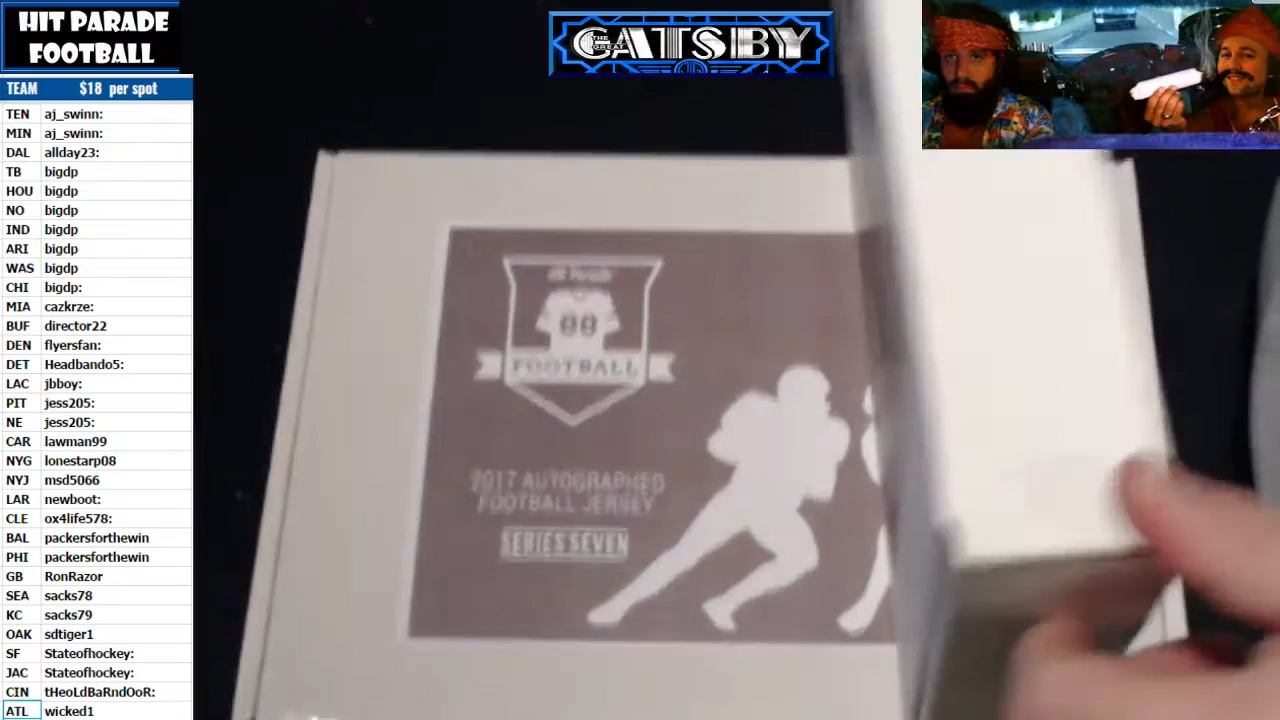 HIT PARADE
FOOTBALL
TEAM $18 per spot
TEN aj_swinn:
MIN aj_swinn:
DAL allday23:
TB bigdp
HOU bigdp
NO bigdp
IND bigdp
ARI bigdp
WAS bigdp
CHI bigdp:
MIA cazkrze:
BUF director22
DEN flyersfan:
DET Headbando5:
LAC jbboy:
PIT jess205:
NE jess205:
CAR lawman99
NYG lonestarp08
NYJ msd5066
LAR newboot:
CLE ox4life578:
BAL packersforthewin
PHI packersforthewin
GB RonRazor
SEA sacks78
KC sacks79
OAK sdtiger1
SF Stateofhockey:
JAC Stateofhockey:
CIN tHeoLdBaRndOoR:
ATL wicked1
THE GREAT
GATSBY
Hit Parade
88
FOOTBALL
2017 AUTOGRAPHED
FOOTBALL JERSEY
SERIES SEVEN